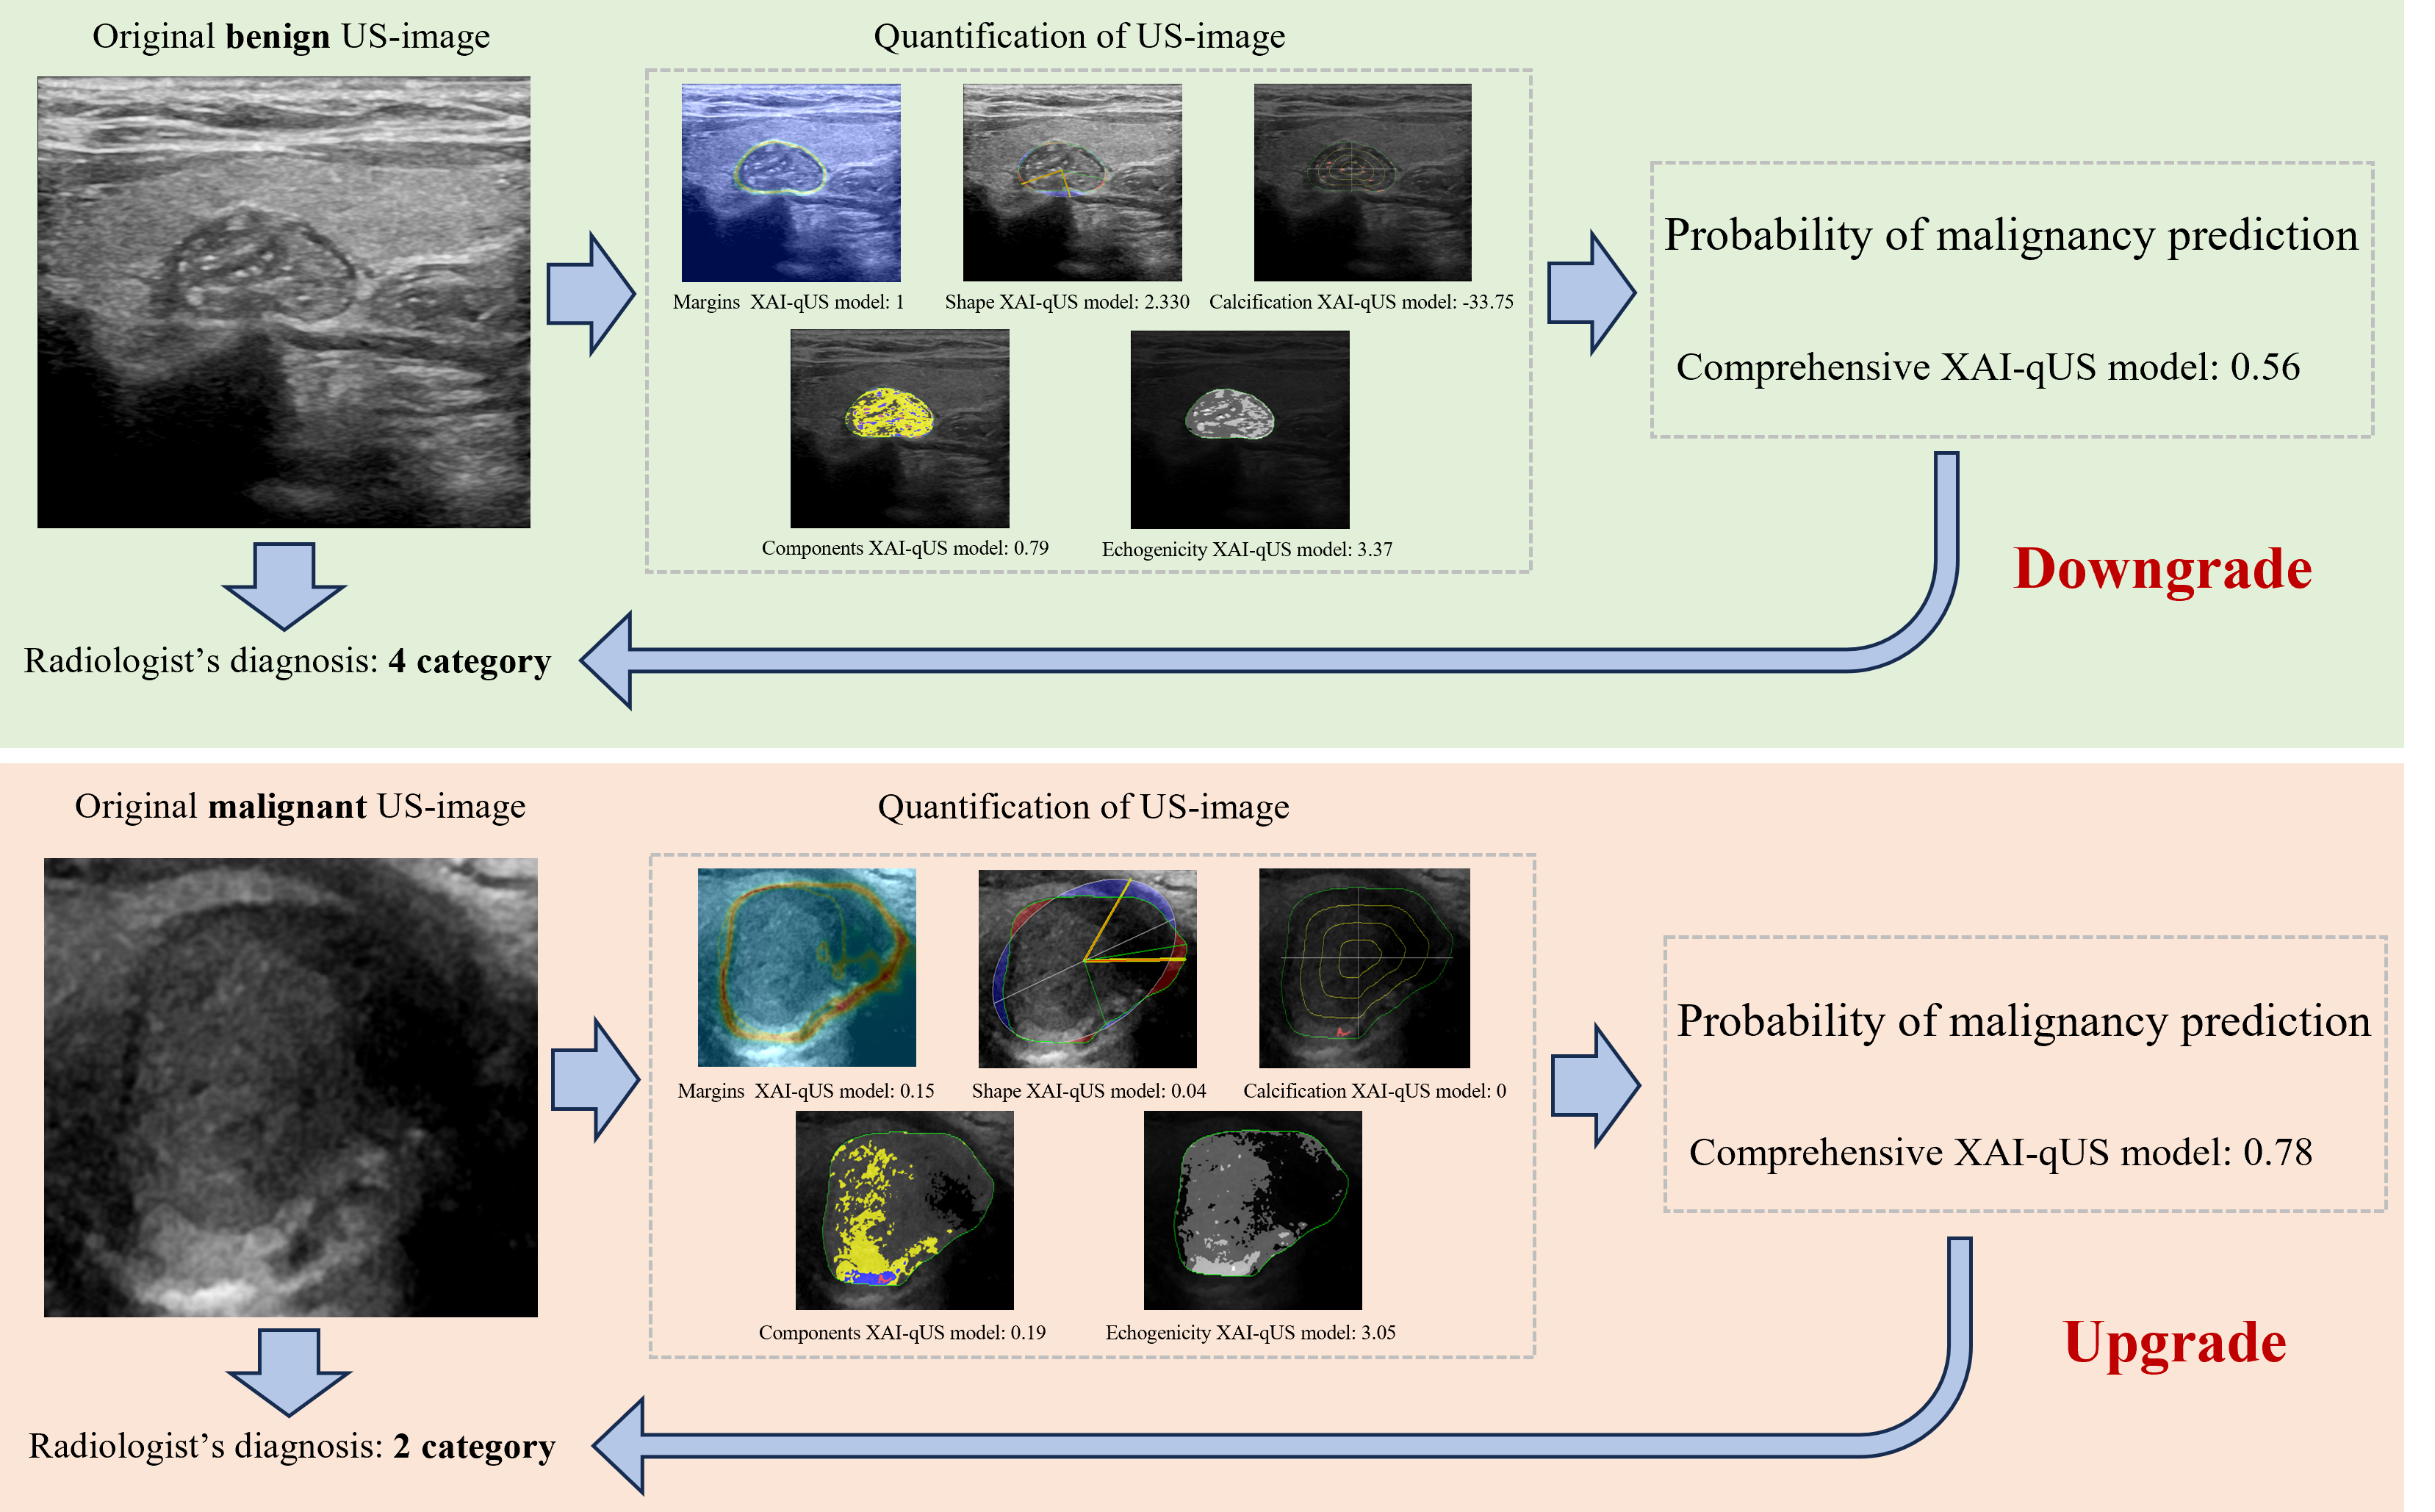 Original benign US-image
Quantification of US-image
Margins XAI-qUS model: 1
Shape XAI-qUS model: 2.330
Calcification XAI-qUS model: -33.75
Components XAI-qUS model: 0.79
Echogenicity XAI-qUS model: 3.37
Probability of malignancy prediction
Comprehensive XAI-qUS model: 0.56
Downgrade
Radiologist’s diagnosis: 4 category
Original malignant US-image
Quantification of US-image
Margins XAI-qUS model: 0.15
Shape XAI-qUS model: 0.04
Calcification XAI-qUS model: 0
Components XAI-qUS model: 0.19
Echogenicity XAI-qUS model: 3.05
Probability of malignancy prediction
Comprehensive XAI-qUS model: 0.78
Upgrade
Radiologist’s diagnosis: 2 category